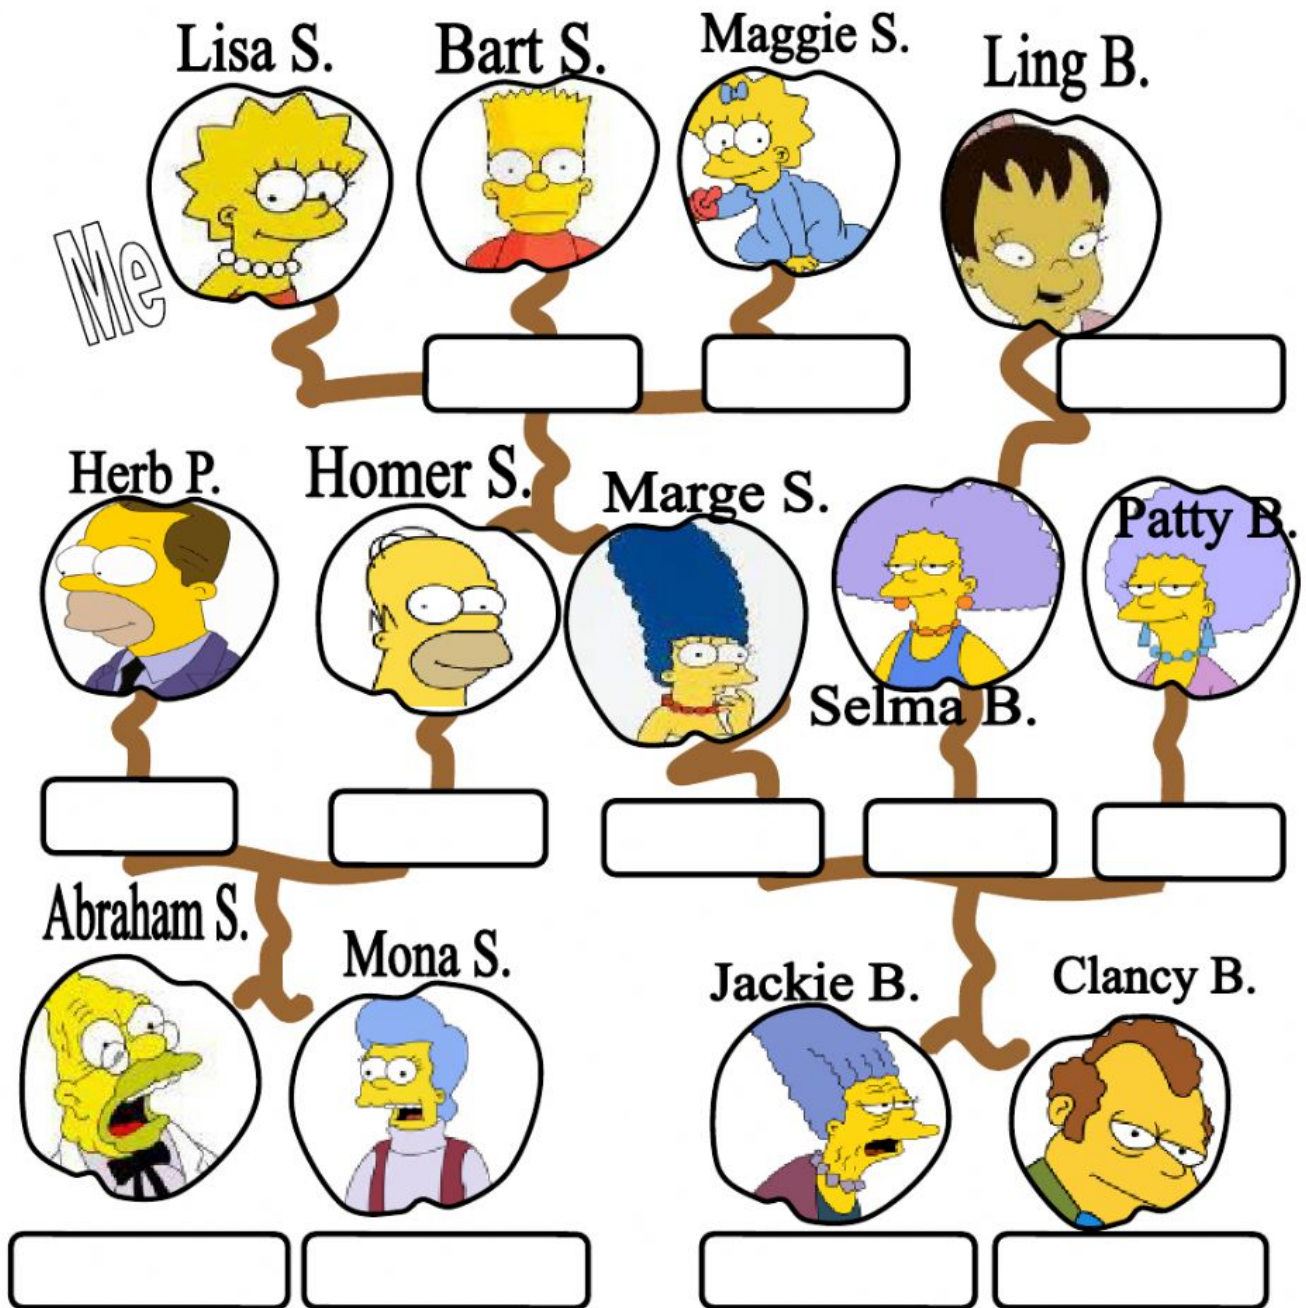 Lisa S.
Bart S.
Maggie S.
Ling B.
Me
Herb P.
Homer S.
Marge S.
Patty B.
Selma B.
Abraham S.
Mona S.
Jackie B.
Clancy B.